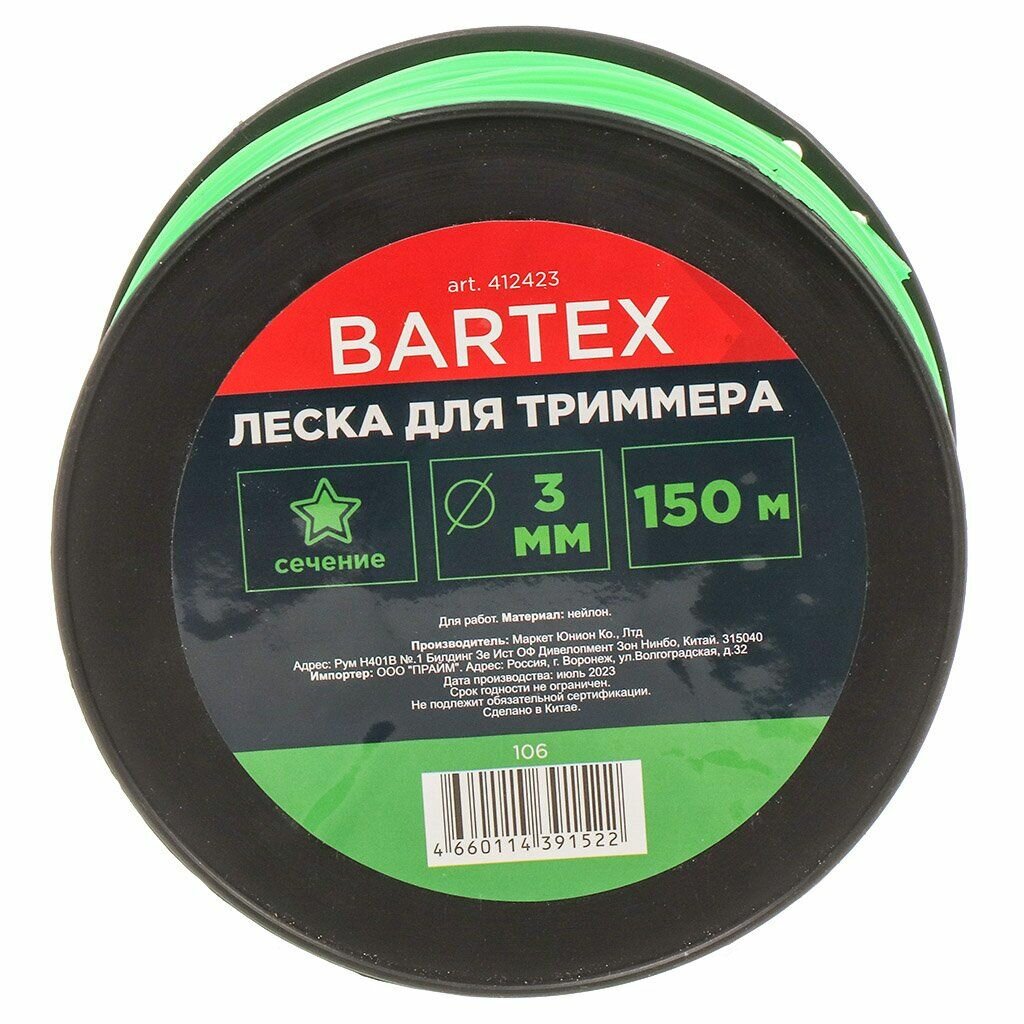 art. 412423
BARTEX
ЛЕСКА ДЛЯ ТРИММЕРА
сечение
3 мм
150 м
Для работ. Материал: нейлон.
Производитель: Маркет Юнион Ко., Лтд
Адрес: Рум Н401В №.1 Билдинг Зе Ист ОФ Дивелопмент Зон Нинбо, Китай. 315040
Импортер: ООО "ПРАЙМ". Адрес: Россия, г. Воронеж, ул.Волгоградская, д.32
Дата производства: июль 2023
Срок годности не ограничен.
Не подлежит обязательной сертификации.
Сделано в Китае.
106
4 660114 391522